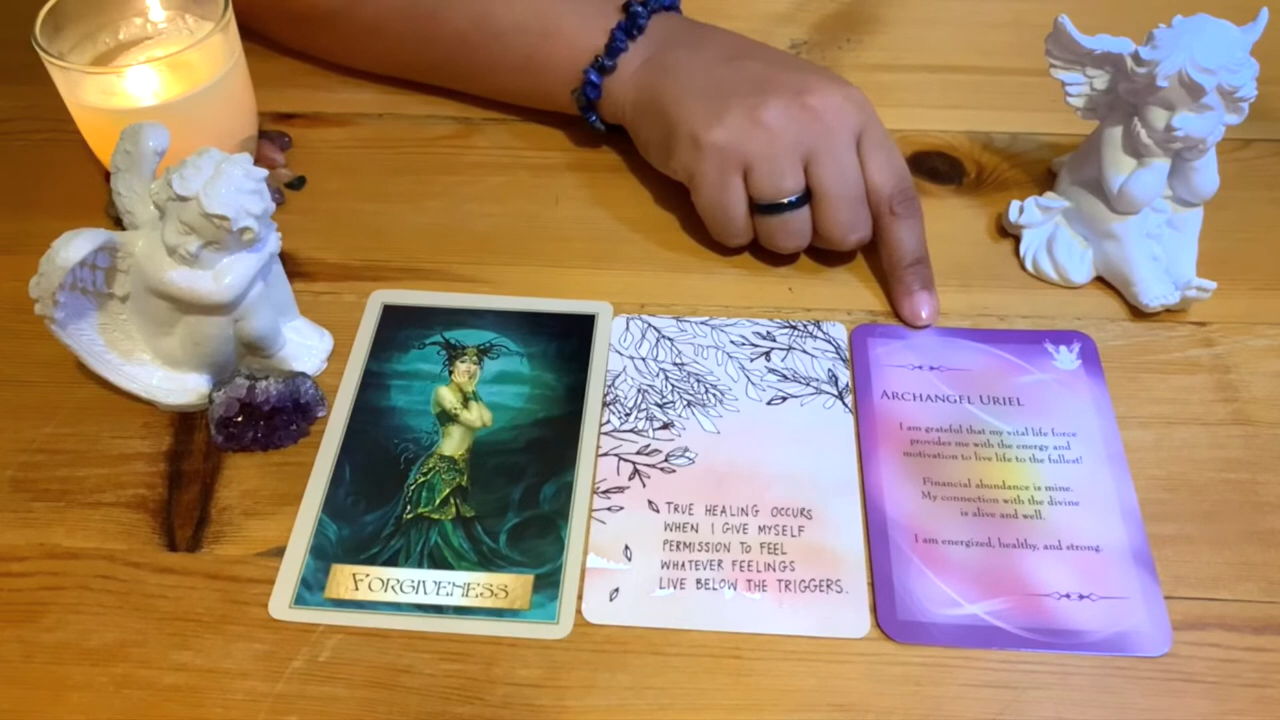 FORGIVENESS
TRUE HEALING OCCURS
WHEN I GIVE MYSELF
PERMISSION TO FEEL
WHATEVER FEELINGS
LIVE BELOW THE TRIGGERS.
ARCHANGEL URIEL
I am grateful that my vital life force
provides me with the energy and
motivation to live life to the fullest!
Financial abundance is mine.
My connection with the divine
is alive and well.
I am energized, healthy, and strong.